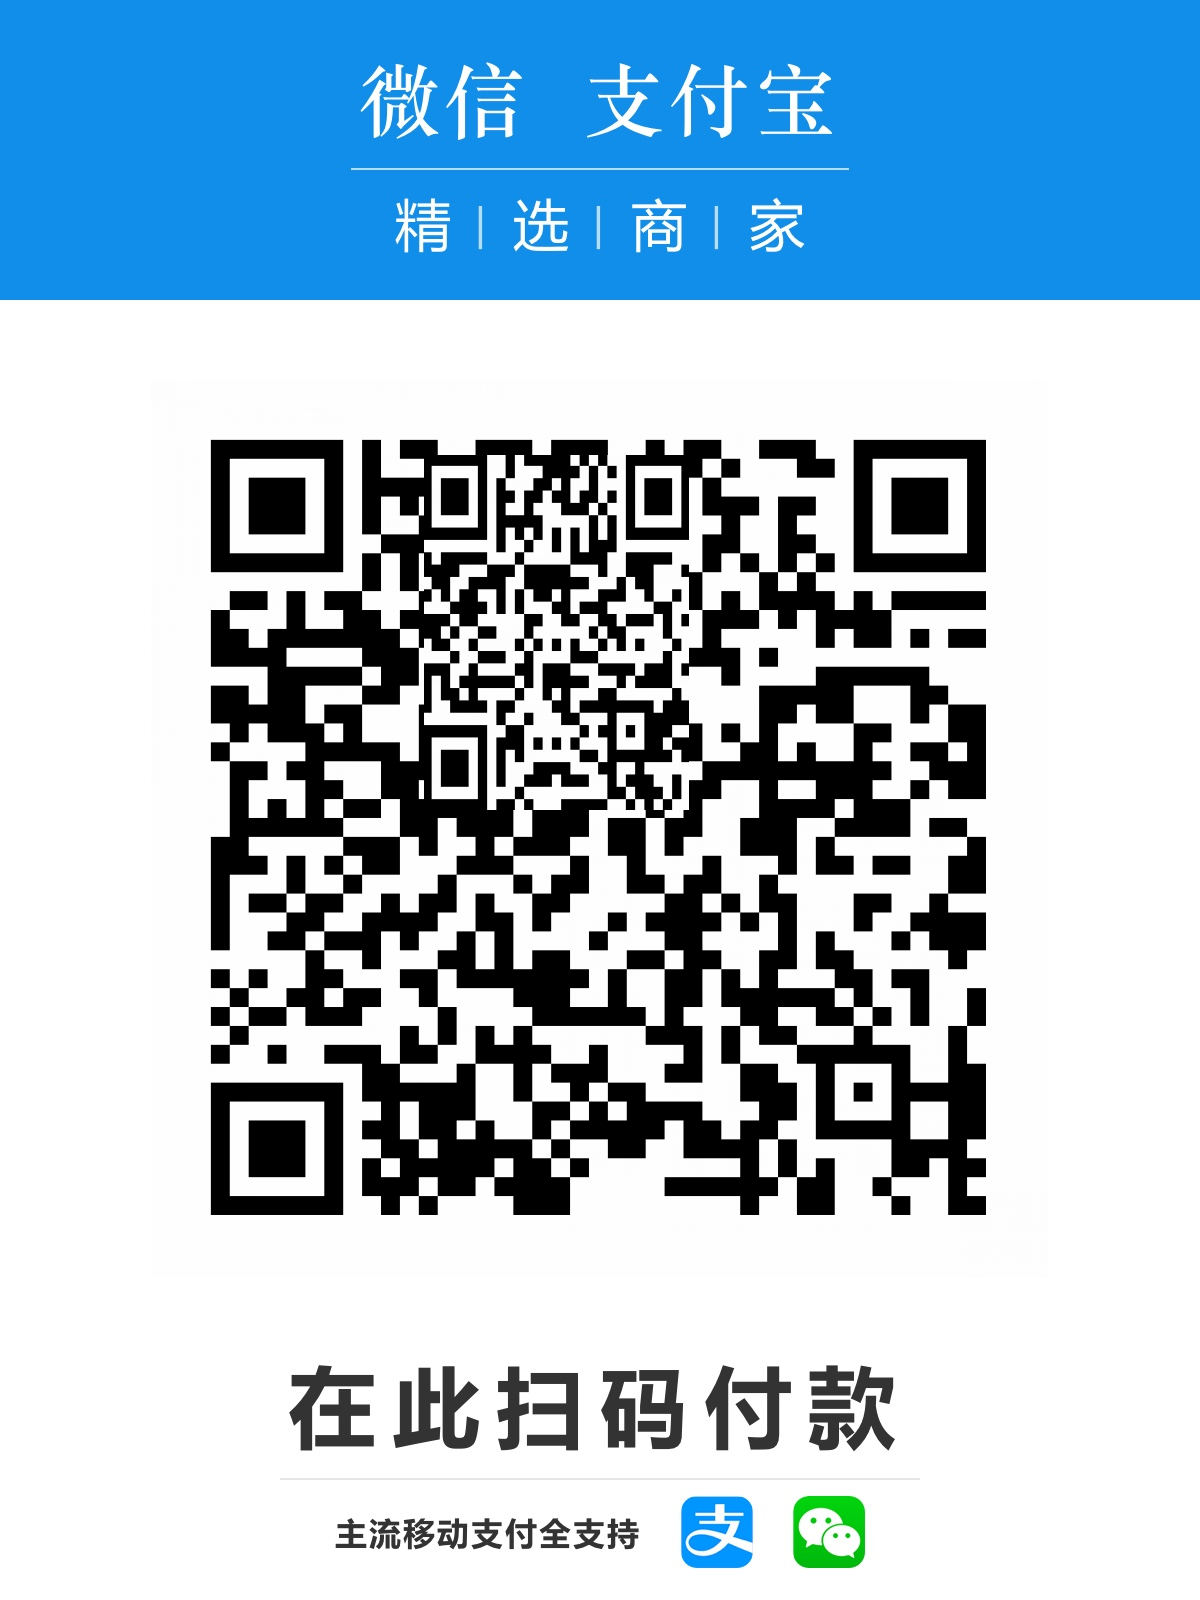 微信 支付宝
精选商家
在此扫码付款
主流移动支付全支持
支